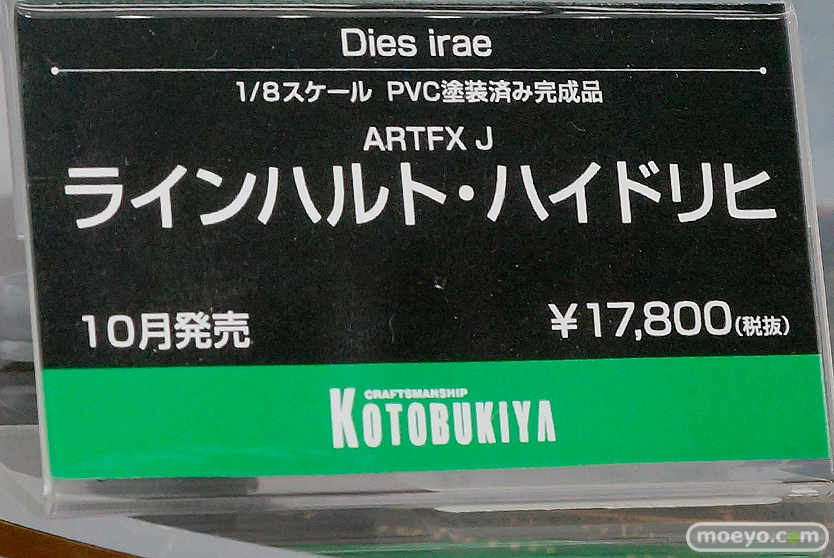 Dies irae
1/8スケール PVC塗装済み完成品
ARTFX J
ラインハルト・ハイドリヒ
10月発売
¥17,800(税抜)
CRAFTSMANSHIP
KOTOBUKIYA
moeyo.com